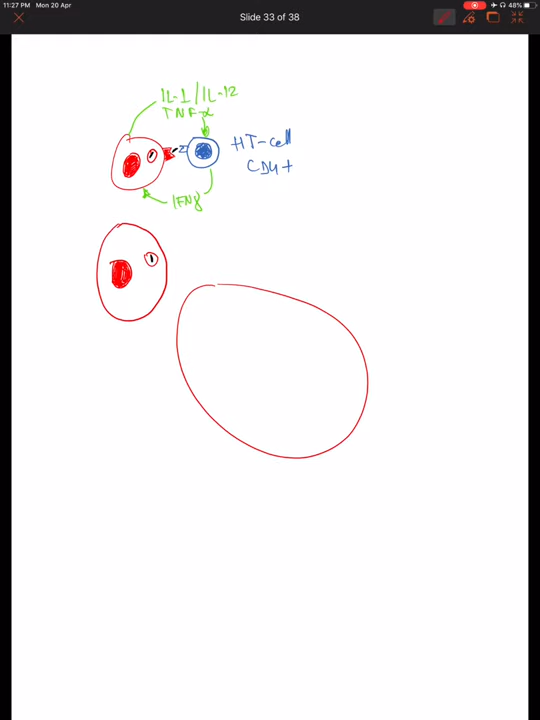 11:27 PM Mon 20 Apr
48%
Slide 33 of 38
IL-1/IL-12
TNF-α
HT-cell
CD4+
IFNγ